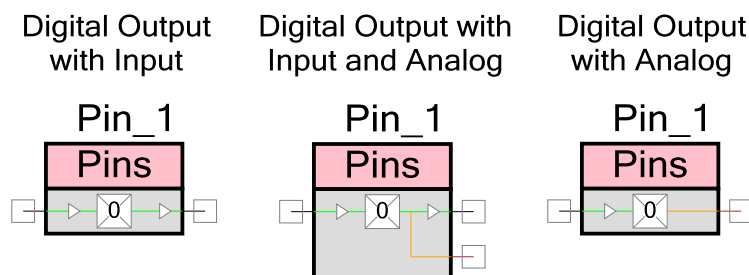 Digital Output
with Input
Digital Output with
Input and Analog
Digital Output
with Analog
Pin_1
Pins
0
Pin_1
Pins
0
Pin_1
Pins
0